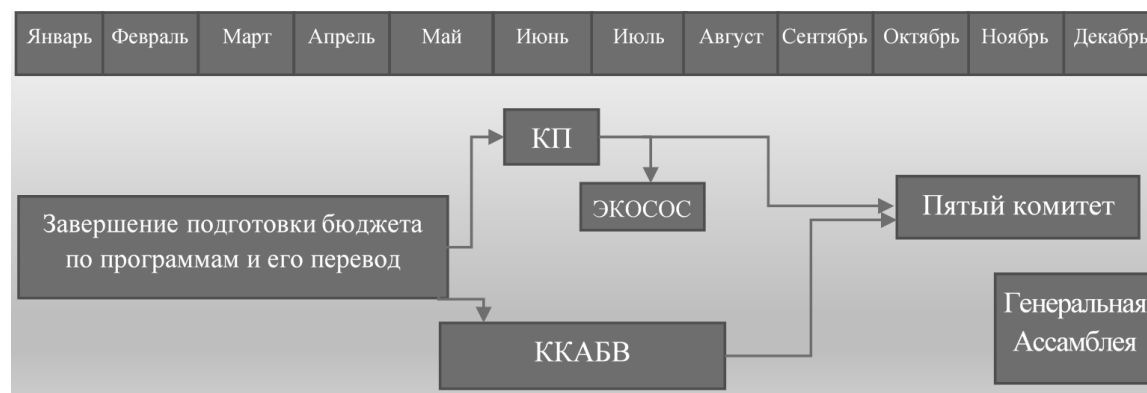 Январь Февраль Март Апрель Май Июнь Июль Август Сентябрь Октябрь Ноябрь Декабрь
КП
ЭКОСОС
Пятый комитет
Завершение подготовки бюджета
по программам и его перевод
Генеральная
Ассамблея
ККАБВ